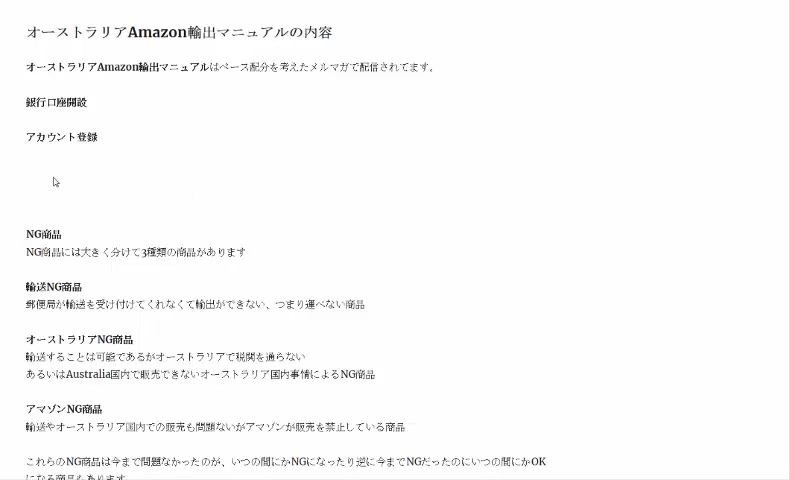 オーストラリアAmazon輸出マニュアルの内容
オーストラリアAmazon輸出マニュアルはペース配分を考えたメルマガで配信されてます。
銀行口座開設
アカウント登録
NG商品
NG商品には大きく分けて3種類の商品があります
輸送NG商品
郵便局が輸送を受け付けてくれなくて輸出ができない、つまり運べない商品
オーストラリアNG商品
輸送することは可能であるがオーストラリアで税関を通らない
あるいはAustralia国内で販売できないオーストラリア国内事情によるNG商品
アマゾンNG商品
輸送やオーストラリア国内での販売も問題ないがアマゾンが販売を禁止している商品
これらのNG商品は今まで問題なかったのが、いつの間にかNGになったり逆に今までNGだったのにいつの間にかOK
になる商品もあります